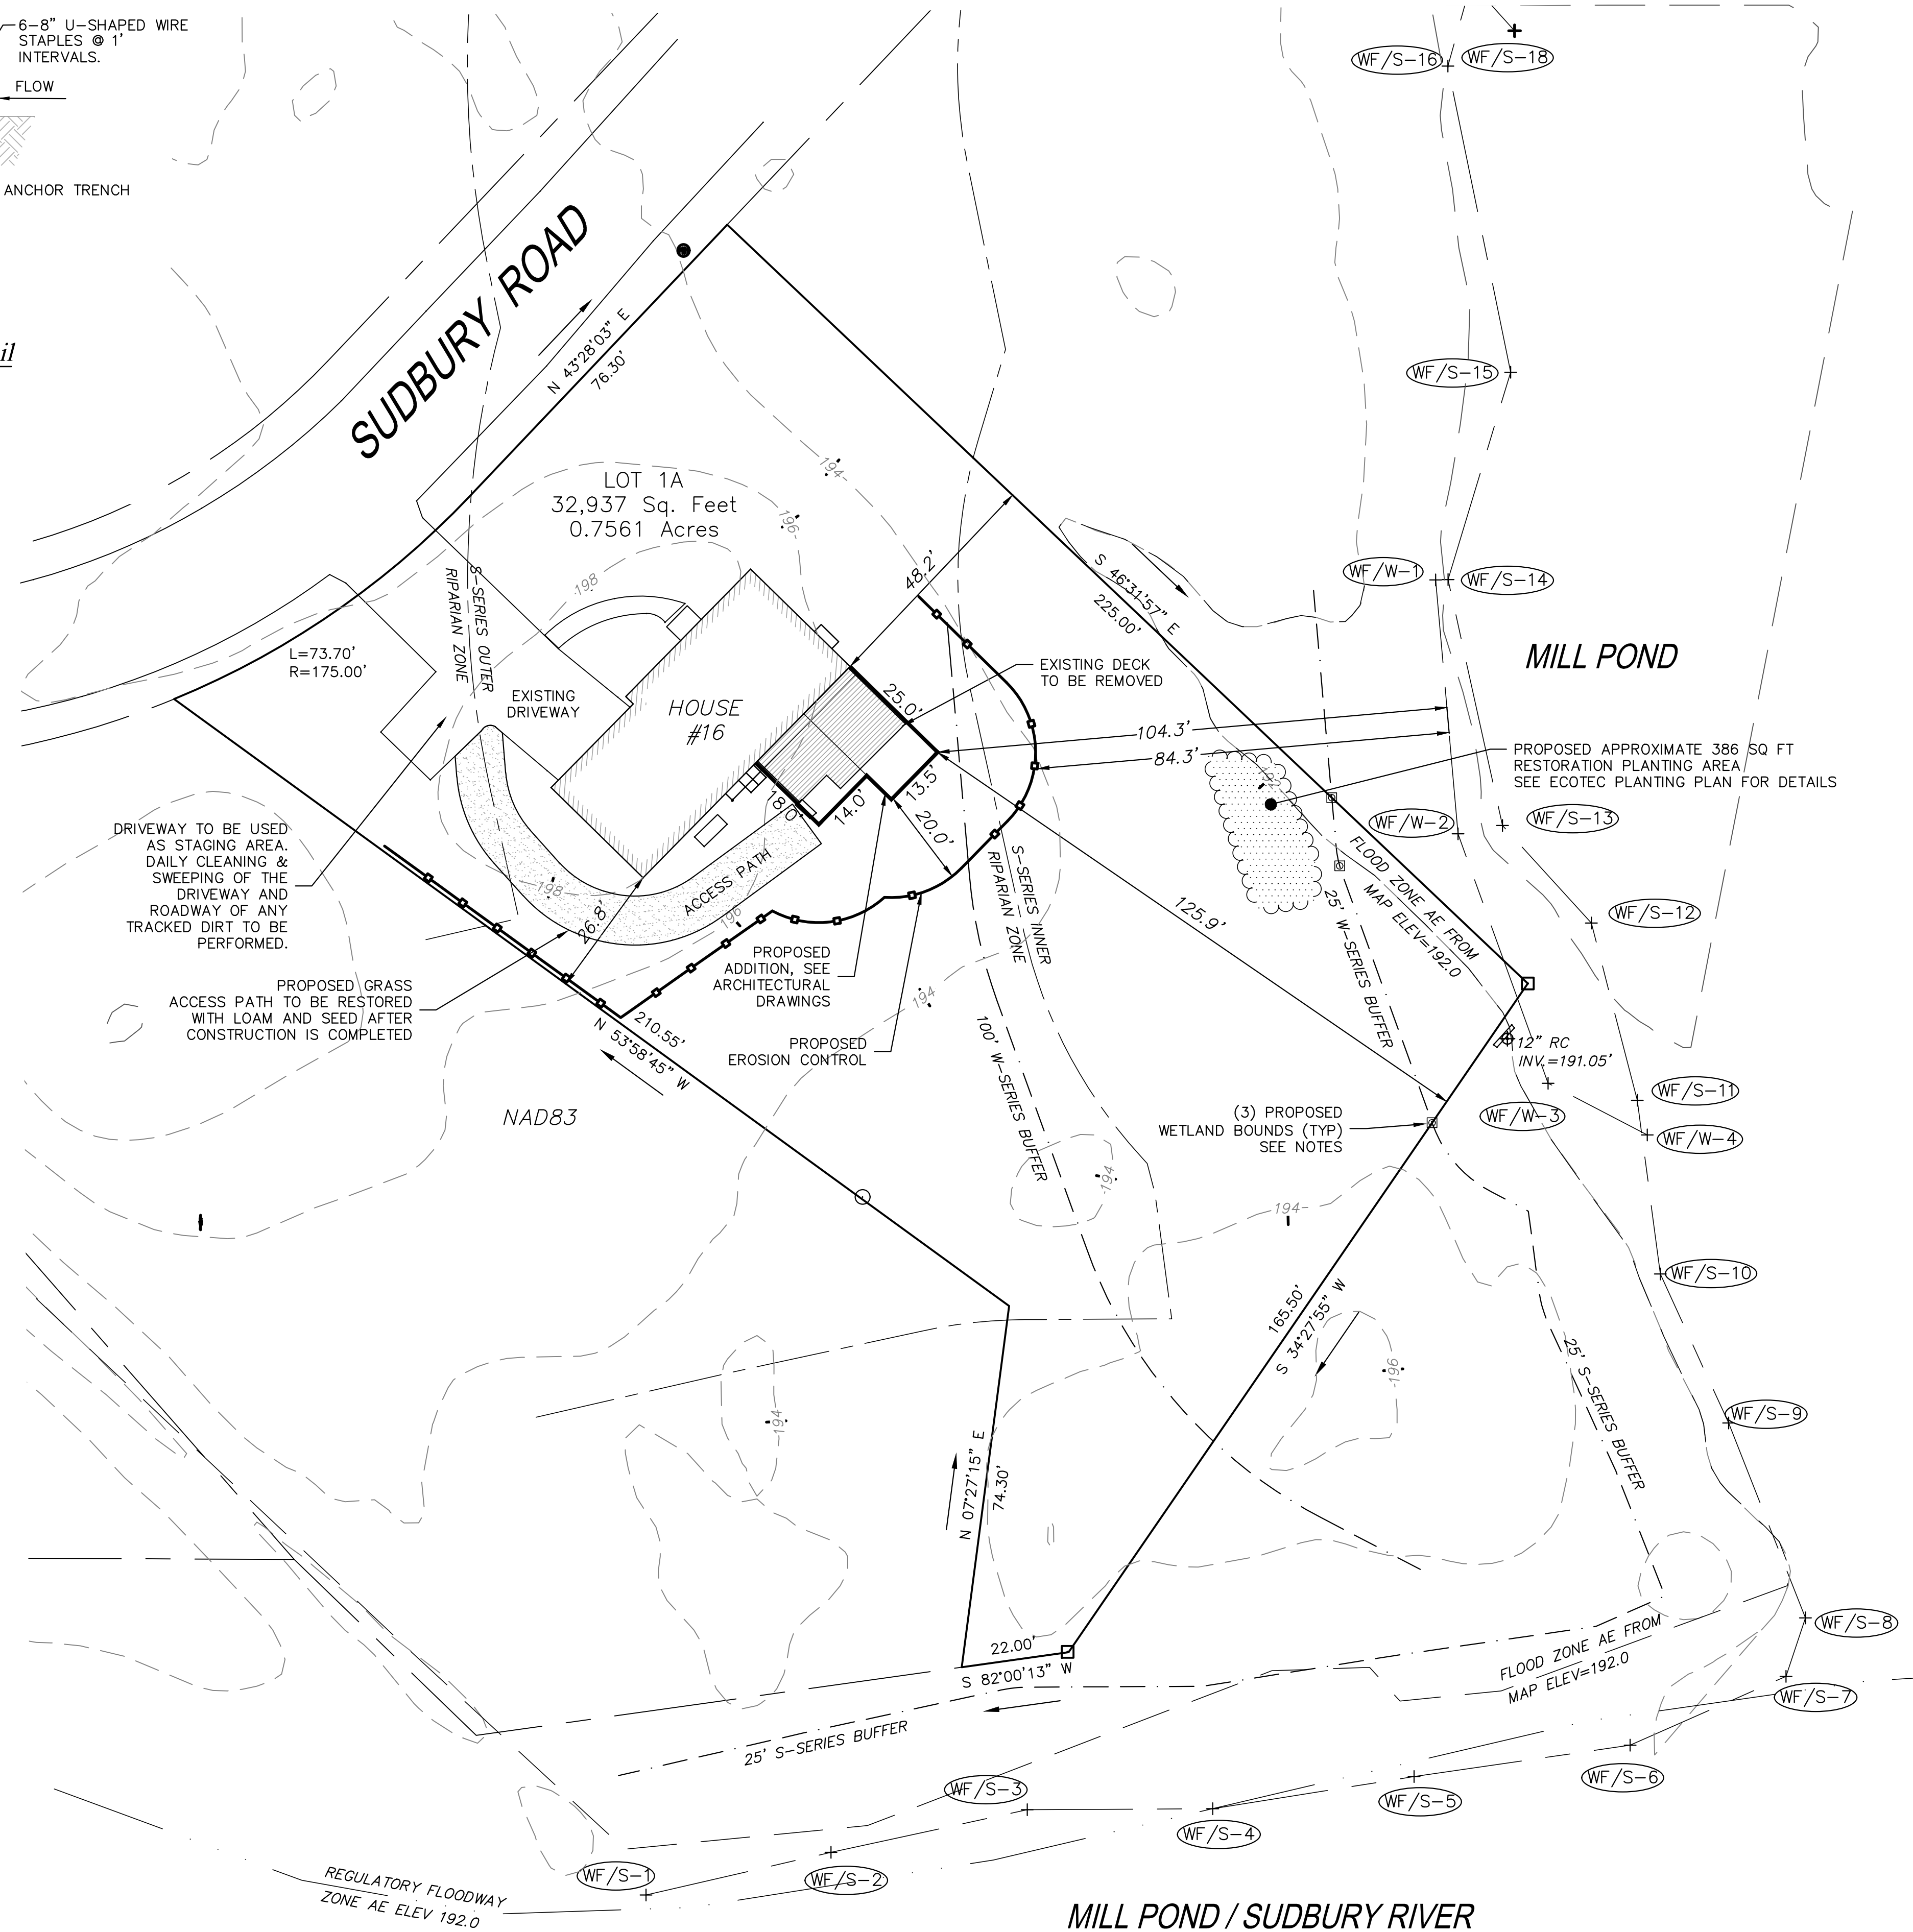 6-8" U-SHAPED WIRE
STAPLES @ 1'
INTERVALS.
FLOW
ANCHOR TRENCH
il
WF/S-16
WF/S-18
SUDBURY ROAD
N 43°28'03" E
76.30'
WF/S-15
194
196
LOT 1A
32,937 Sq. Feet
0.7561 Acres
198
48.2'
S 46°31'57" E
225.00'
WF/W-1
WF/S-14
MILL POND
L=73.70'
R=175.00'
S-SERIES OUTER
RIPARIAN ZONE
EXISTING
DRIVEWAY
HOUSE
#16
25.0'
EXISTING DECK
TO BE REMOVED
104.3'
84.3'
PROPOSED APPROXIMATE 386 SQ FT
RESTORATION PLANTING AREA
SEE ECOTEC PLANTING PLAN FOR DETAILS
192
18.0'
14.0'
13.5'
20.0'
WF/W-2
WF/S-13
DRIVEWAY TO BE USED
AS STAGING AREA.
DAILY CLEANING &
SWEEPING OF THE
DRIVEWAY AND
ROADWAY OF ANY
TRACKED DIRT TO BE
PERFORMED.
198
ACCESS PATH
196
26.8'
S-SERIES INNER
RIPARIAN ZONE
125.9'
25' W-SERIES BUFFER
FLOOD ZONE AE FROM
MAP ELEV=192.0
WF/S-12
PROPOSED
ADDITION, SEE
ARCHITECTURAL
DRAWINGS
PROPOSED GRASS
ACCESS PATH TO BE RESTORED
WITH LOAM AND SEED AFTER
CONSTRUCTION IS COMPLETED
194
210.55'
N 53°58'45" W
PROPOSED
EROSION CONTROL
100' W-SERIES BUFFER
12" RC
INV.=191.05'
WF/S-11
NAD83
(3) PROPOSED
WETLAND BOUNDS (TYP)
SEE NOTES
WF/W-3
WF/W-4
194
194
WF/S-10
165.50'
S 34°27'55" W
196
25' S-SERIES BUFFER
194
WF/S-9
N 07°27'15" E
74.30'
22.00'
S 82°00'13" W
WF/S-8
FLOOD ZONE AE FROM
MAP ELEV=192.0
WF/S-7
25' S-SERIES BUFFER
WF/S-3
WF/S-6
WF/S-5
WF/S-4
WF/S-1
WF/S-2
REGULATORY FLOODWAY
ZONE AE ELEV 192.0
MILL POND / SUDBURY RIVER